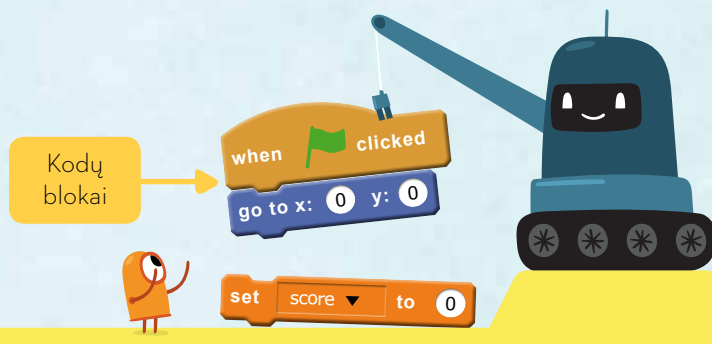 Kodų
blokai
when clicked
go to x: 0 y: 0
set score to 0